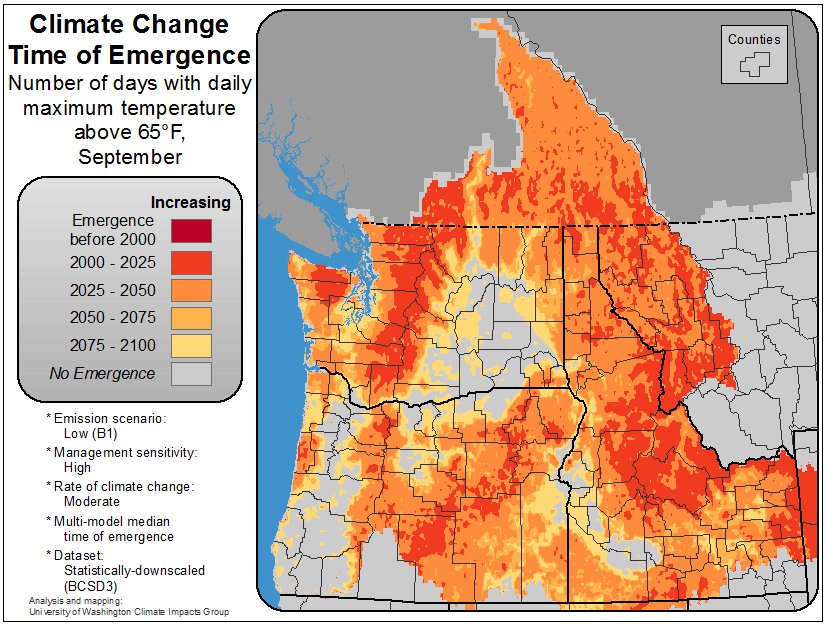 Climate Change
Time of Emergence
Number of days with daily
maximum temperature
above 65°F,
September
Increasing
Emergence
before 2000
2000 - 2025
2025 - 2050
2050 - 2075
2075 - 2100
No Emergence
* Emission scenario:
Low (B1)
* Management sensitivity:
High
* Rate of climate change:
Moderate
* Multi-model median
time of emergence
* Dataset:
Statistically-downscaled
(BCSD3)
Analysis and mapping:
University of Washington Climate Impacts Group
Counties